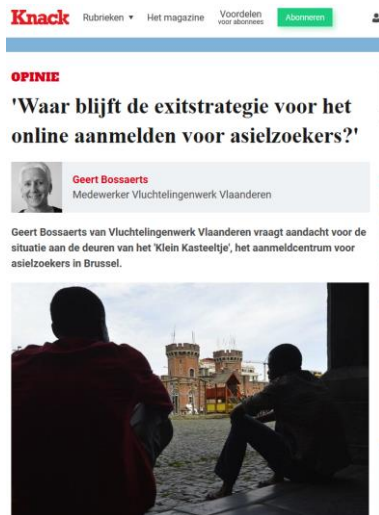 Knack Rubrieken ▾ Het magazine Voordelen voor abonnees Abonneren
OPINIE
'Waar blijft de exitstrategie voor het
online aanmelden voor asielzoekers?'
Geert Bossaerts
Medewerker Vluchtelingenwerk Vlaanderen
Geert Bossaerts van Vluchtelingenwerk Vlaanderen vraagt aandacht voor de
situatie aan de deuren van het 'Klein Kasteeltje', het aanmeldcentrum voor
asielzoekers in Brussel.